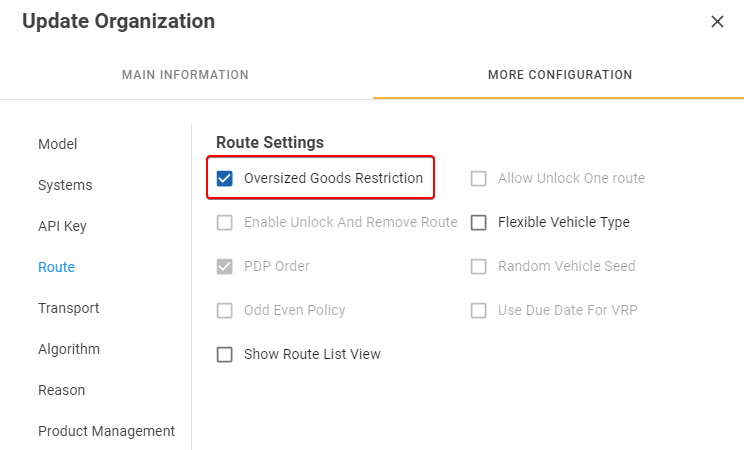 Update Organization
MAIN INFORMATION
MORE CONFIGURATION
Model
Systems
API Key
Route
Transport
Algorithm
Reason
Product Management
Route Settings
Oversized Goods Restriction
Allow Unlock One route
Enable Unlock And Remove Route
Flexible Vehicle Type
PDP Order
Random Vehicle Seed
Odd Even Policy
Use Due Date For VRP
Show Route List View